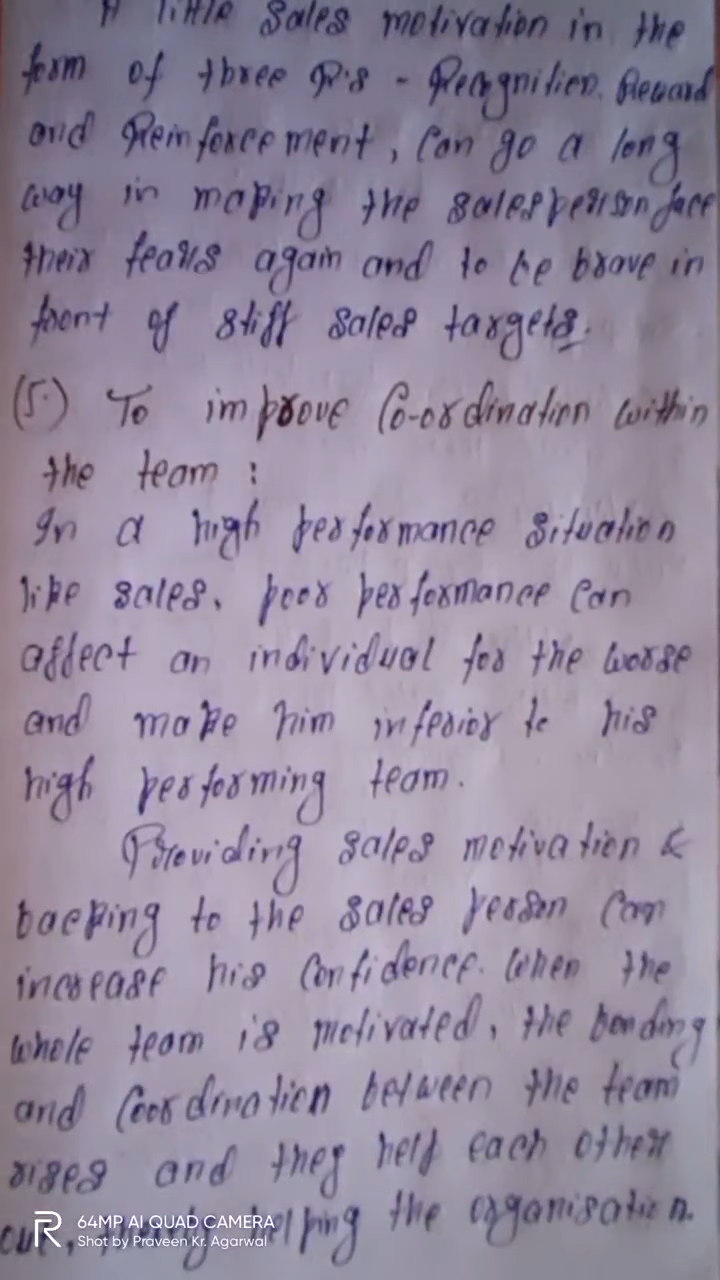 A little sales motivation in the
form of three R's - Recognition. Reward
and Reinforcement, can go a long
way in making the salesperson face
their fears again and to be brave in
front of stiff sales targets.
(5.) To improve Co-ordination within
the team :
In a high performance situation
like sales, poor performance can
affect an individual for the worse
and make him inferior to his
high performing team.
Providing sales motivation &
backing to the sales person can
increase his confidence. When the
whole team is motivated, the bonding
and coordination between the team
rises and they help each other
out, the organisation.
64MP AI QUAD CAMERA
Shot by Praveen Kr. Agarwal